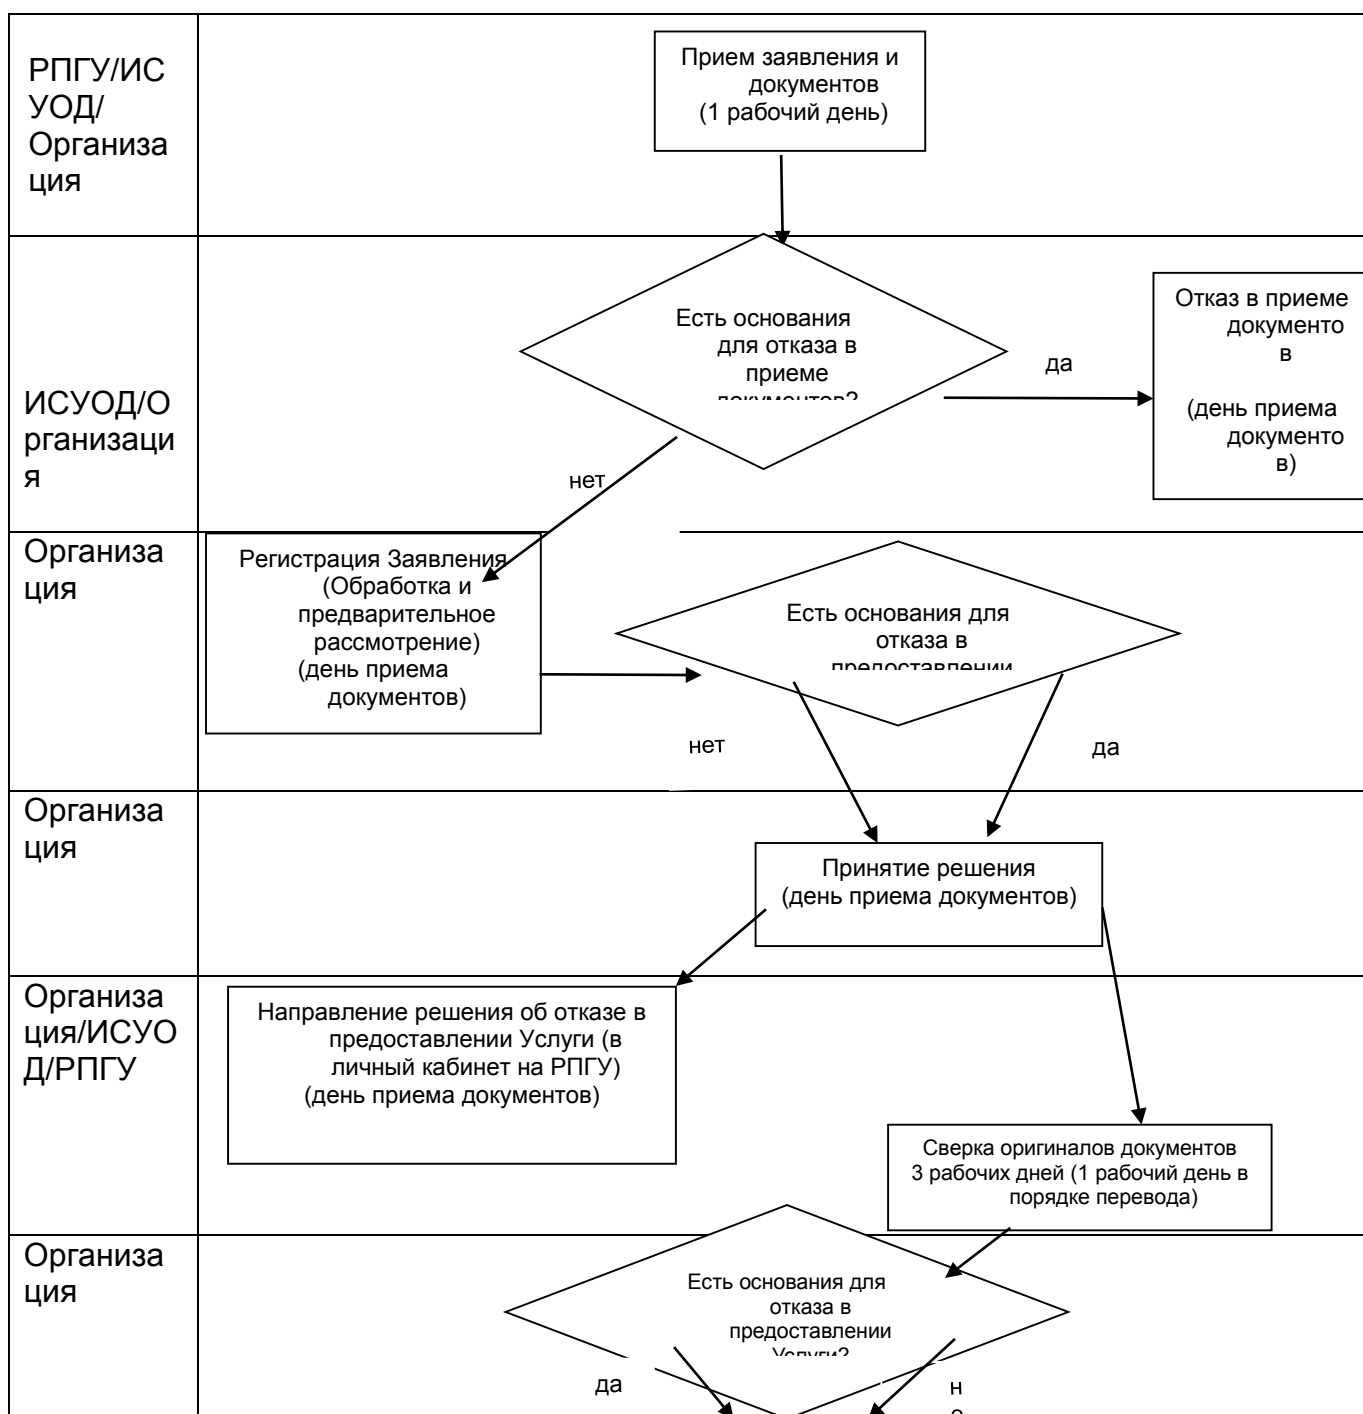 РПГУ/ИС
УОД/
Организа
ция
Прием заявления и
документов
(1 рабочий день)
ИСУОД/О
рганизаци
я
Есть основания
для отказа в
приеме
документов?
да
Отказ в приеме
документо
в
(день приема
документо
в)
нет
Организа
ция
Регистрация Заявления
(Обработка и
предварительное
рассмотрение)
(день приема
документов)
Есть основания для
отказа в
предоставлении
нет
да
Организа
ция
Принятие решения
(день приема документов)
Организа
ция/ИСУО
Д/РПГУ
Направление решения об отказе в
предоставлении Услуги (в
личный кабинет на РПГУ)
(день приема документов)
Сверка оригиналов документов
3 рабочих дней (1 рабочий день в
порядке перевода)
Организа
ция
Есть основания для
отказа в
предоставлении
Услуги?
да
н